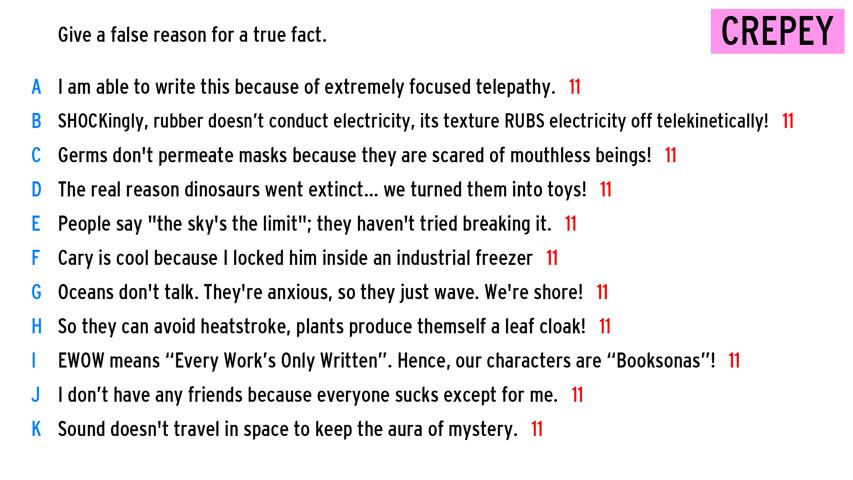 Give a false reason for a true fact.
CREPEY
A I am able to write this because of extremely focused telepathy. 11
B SHOCKingly, rubber doesn’t conduct electricity, its texture RUBS electricity off telekinetically! 11
C Germs don't permeate masks because they are scared of mouthless beings! 11
D The real reason dinosaurs went extinct... we turned them into toys! 11
E People say "the sky's the limit"; they haven't tried breaking it. 11
F Cary is cool because I locked him inside an industrial freezer 11
G Oceans don't talk. They're anxious, so they just wave. We're shore! 11
H So they can avoid heatstroke, plants produce themself a leaf cloak! 11
I EWOW means “Every Work’s Only Written”. Hence, our characters are “Booksonas”! 11
J I don’t have any friends because everyone sucks except for me. 11
K Sound doesn't travel in space to keep the aura of mystery. 11